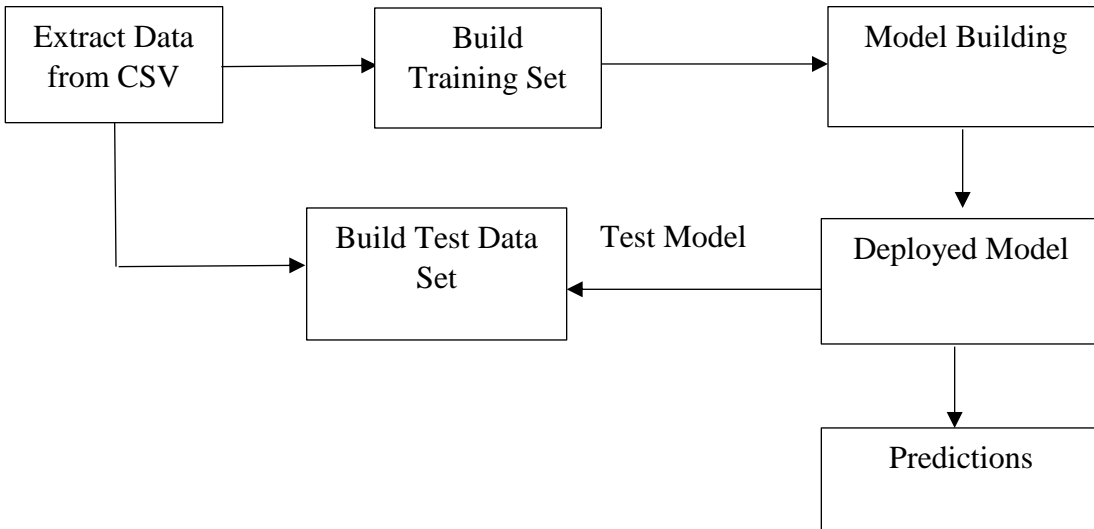 Extract Data
from CSV
Build
Training Set
Model Building
Build Test Data
Set
Test Model
Deployed Model
Predictions